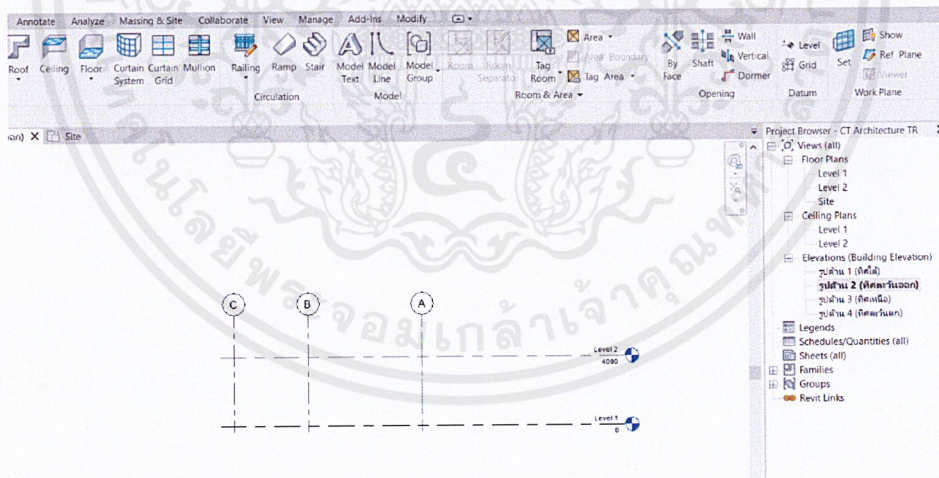 Annotate Analyze Massing & Site Collaborate View Manage Add-Ins Modify
Roof Ceiling Floor Curtain System Curtain Grid Mullion Railing Ramp Stair Model Text Model Line Model Group Room Room Separator Tag Room Area Area Boundary Tag Area By Face Shaft Wall Vertical Dormer Level Grid Set Show Ref Plane Viewer
Circulation Model Room & Area Opening Datum Work Plane
Site
Project Browser - CT Architecture TR
Views (all)
Floor Plans
Level 1
Level 2
Site
Ceiling Plans
Level 1
Level 2
Elevations (Building Elevation)
รูปด้าน 1 (ทิศใต้)
รูปด้าน 2 (ทิศตะวันออก)
รูปด้าน 3 (ทิศเหนือ)
รูปด้าน 4 (ทิศตะวันตก)
Legends
Schedules/Quantities (all)
Sheets (all)
Families
Groups
Revit Links
C B A
Level 2
4000
Level 1
0